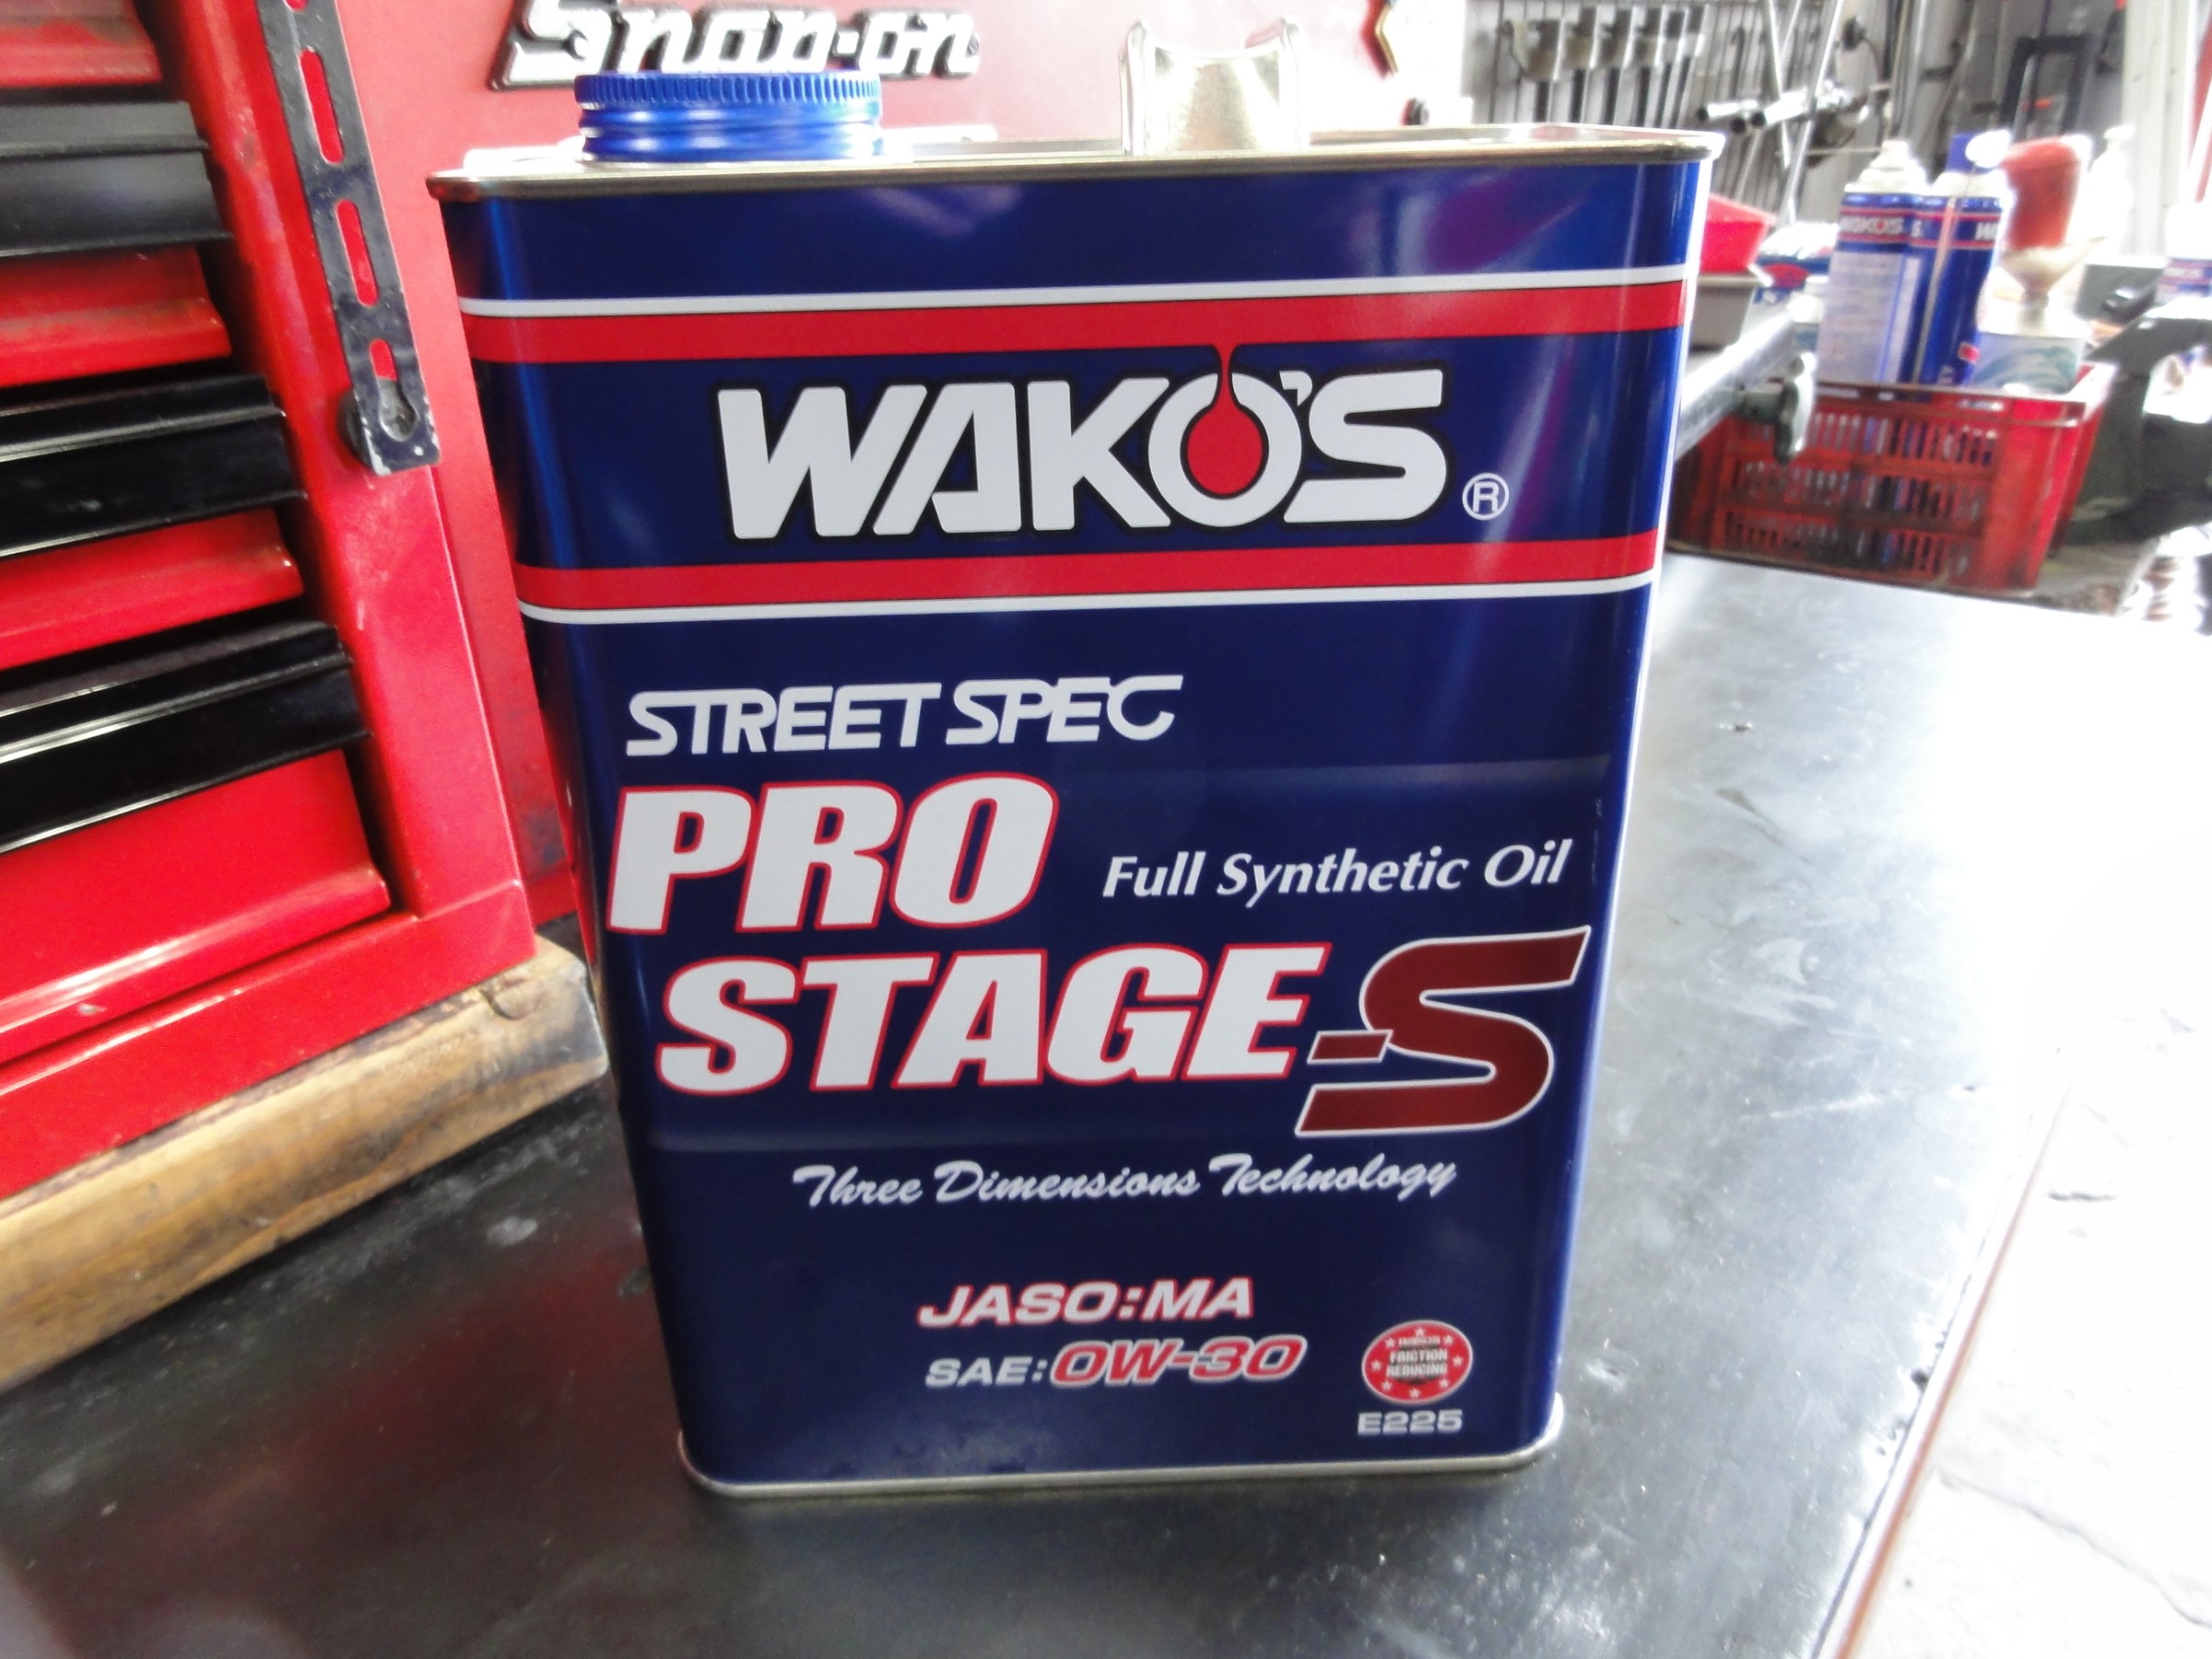 Snap-on
WAKO'S ®
STREET SPEC
PRO
Full Synthetic Oil
STAGE-S
Three Dimensions Technology
JASO:MA
SAE:0W-30
FRICTION
REDUCING
E225
WAKO'S